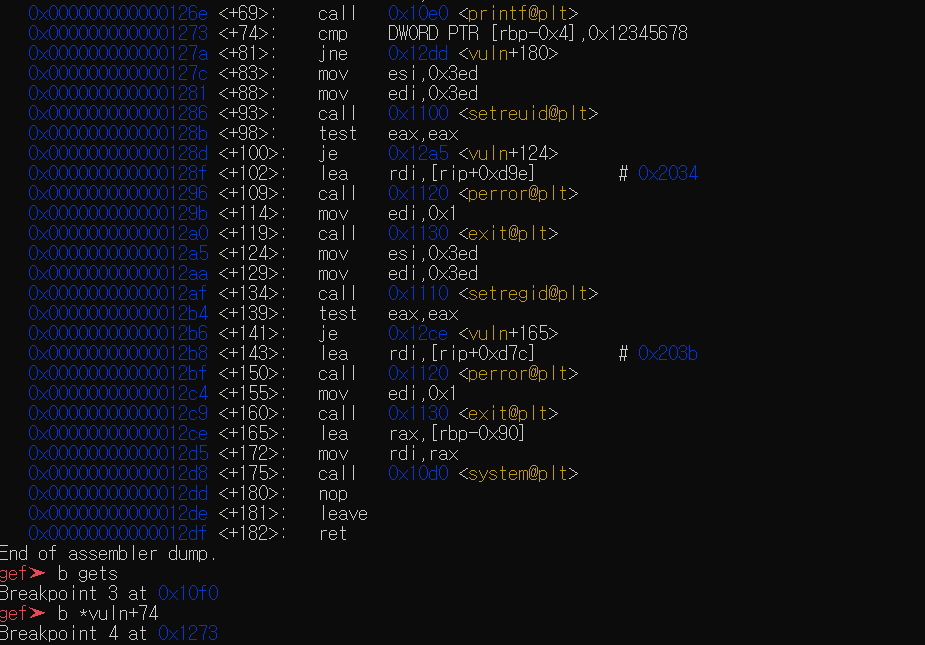 0x000000000000126e <+69>: call 0x10e0 <printf@plt>
0x0000000000001273 <+74>: cmp DWORD PTR [rbp-0x4],0x12345678
0x000000000000127a <+81>: jne 0x12dd <vuln+180>
0x000000000000127c <+83>: mov esi,0x3ed
0x0000000000001281 <+88>: mov edi,0x3ed
0x0000000000001286 <+93>: call 0x1100 <setreuid@plt>
0x000000000000128b <+98>: test eax,eax
0x000000000000128d <+100>: je 0x12a5 <vuln+124>
0x000000000000128f <+102>: lea rdi,[rip+0xd9e] # 0x2034
0x0000000000001296 <+109>: call 0x1120 <perror@plt>
0x000000000000129b <+114>: mov edi,0x1
0x00000000000012a0 <+119>: call 0x1130 <exit@plt>
0x00000000000012a5 <+124>: mov esi,0x3ed
0x00000000000012aa <+129>: mov edi,0x3ed
0x00000000000012af <+134>: call 0x1110 <setregid@plt>
0x00000000000012b4 <+139>: test eax,eax
0x00000000000012b6 <+141>: je 0x12ce <vuln+165>
0x00000000000012b8 <+143>: lea rdi,[rip+0xd7c] # 0x203b
0x00000000000012bf <+150>: call 0x1120 <perror@plt>
0x00000000000012c4 <+155>: mov edi,0x1
0x00000000000012c9 <+160>: call 0x1130 <exit@plt>
0x00000000000012ce <+165>: lea rax,[rbp-0x90]
0x00000000000012d5 <+172>: mov rdi,rax
0x00000000000012d8 <+175>: call 0x10d0 <system@plt>
0x00000000000012dd <+180>: nop
0x00000000000012de <+181>: leave
0x00000000000012df <+182>: ret
End of assembler dump.
gef➤ b gets
Breakpoint 3 at 0x10f0
gef➤ b *vuln+74
Breakpoint 4 at 0x1273